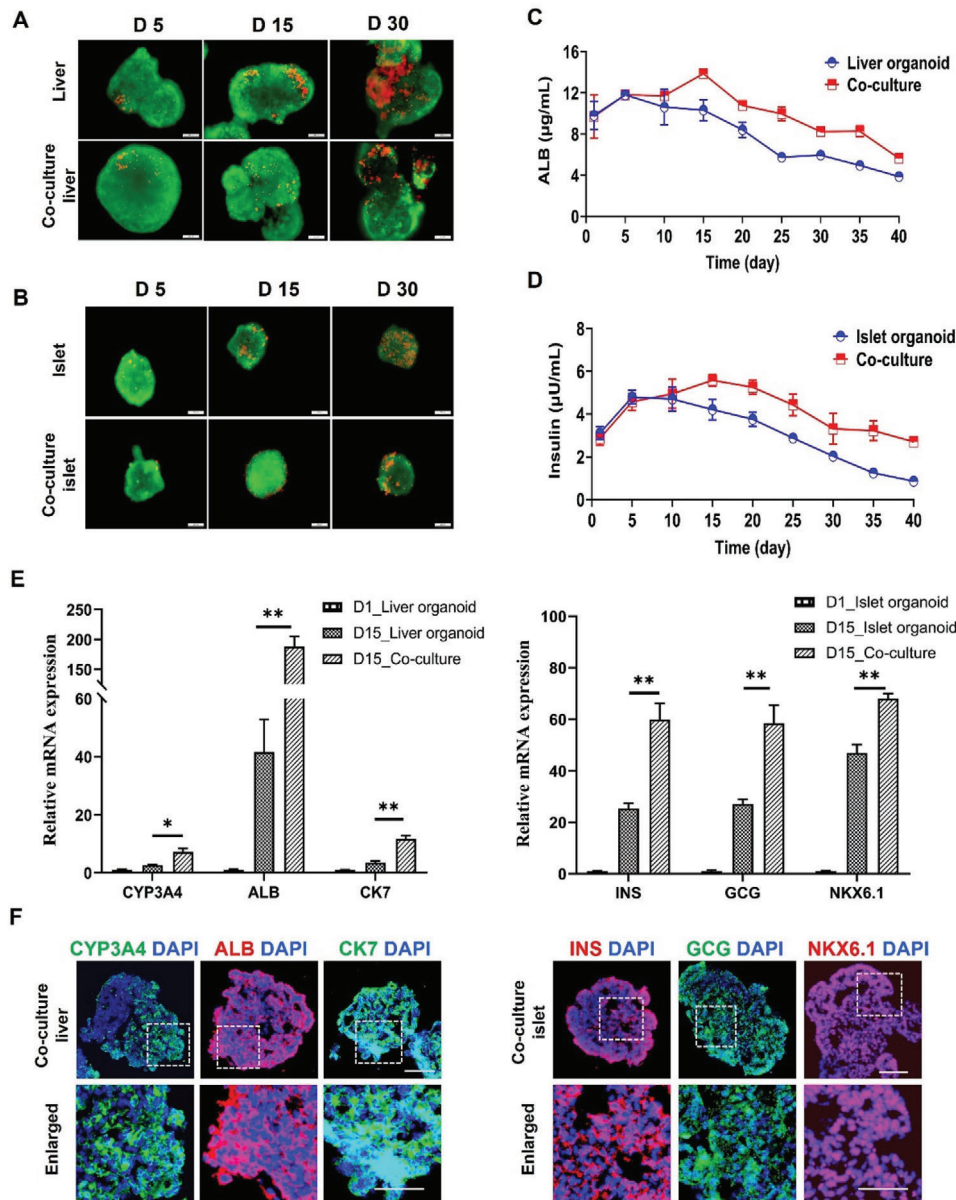 A
D 5
D 15
D 30
Liver
Co-culture
liver
B
D 5
D 15
D 30
Islet
Co-culture
islet
C
16
12
8
4
0
ALB (µg/mL)
Liver organoid
Co-culture
0
5
10
15
20
25
30
35
40
Time (day)
D
8
6
4
2
0
Insulin (µU/mL)
Islet organoid
Co-culture
0
5
10
15
20
25
30
35
40
Time (day)
E
Relative mRNA expression
250
200
150
100
60
40
20
0
D1_Liver organoid
D15_Liver organoid
D15_Co-culture
*
**
**
CYP3A4
ALB
CK7
Relative mRNA expression
100
80
60
40
20
0
D1_Islet organoid
D15_Islet organoid
D15_Co-culture
**
**
**
INS
GCG
NKX6.1
F
CYP3A4 DAPI
ALB DAPI
CK7 DAPI
Co-culture
liver
Enlarged
INS DAPI
GCG DAPI
NKX6.1 DAPI
Co-culture
islet
Enlarged